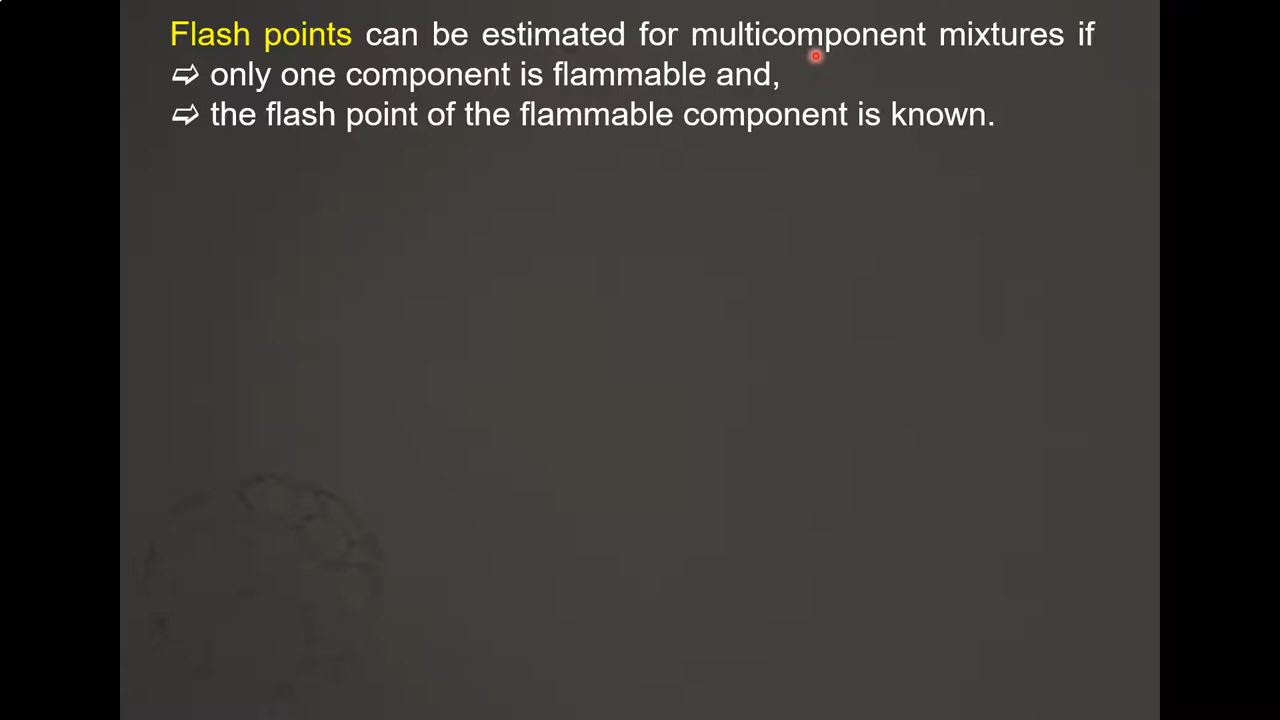 Flash points can be estimated for multicomponent mixtures if
⇨ only one component is flammable and,
⇨ the flash point of the flammable component is known.